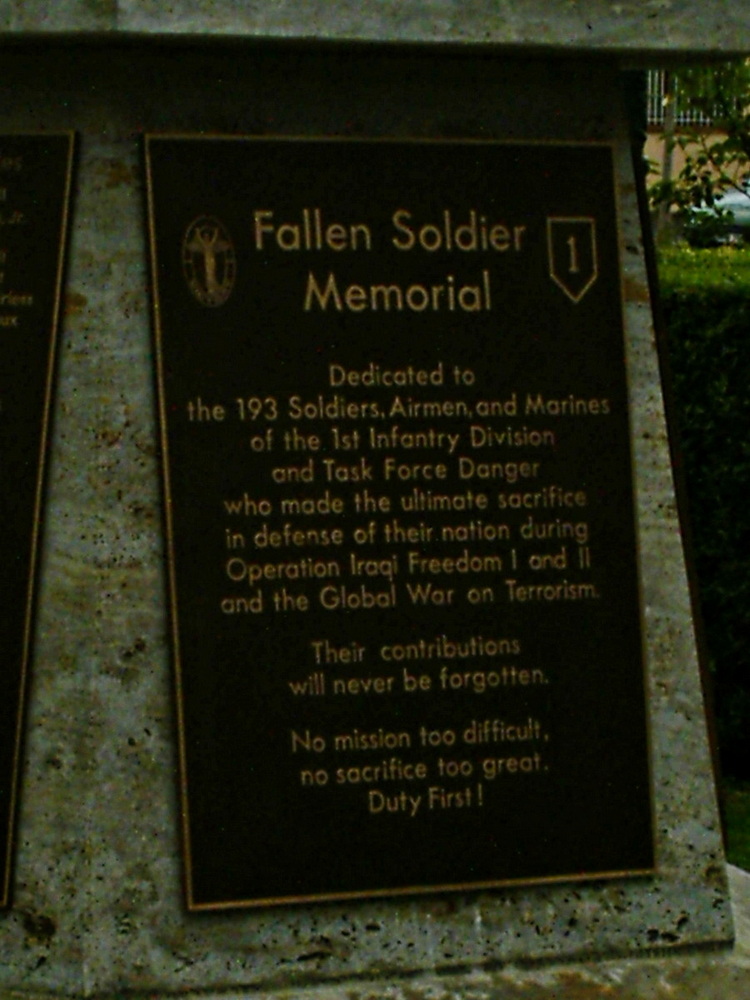 Fallen Soldier
Memorial
1
Dedicated to
the 193 Soldiers, Airmen, and Marines
of the 1st Infantry Division
and Task Force Danger
who made the ultimate sacrifice
in defense of their nation during
Operation Iraqi Freedom I and II
and the Global War on Terrorism.
Their contributions
will never be forgotten.
No mission too difficult,
no sacrifice too great.
Duty First!